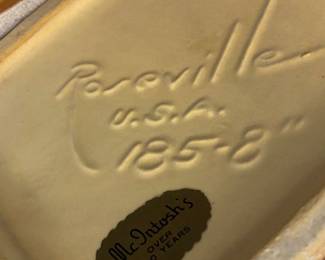 Roseville
U.S.A.
185-8"
McIntosh's
OVER
YEARS